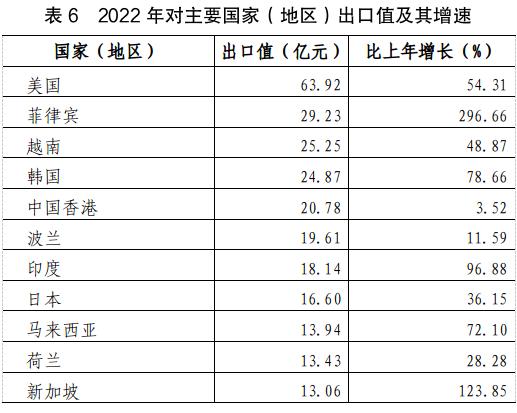 表 6 2022 年对主要国家（地区）出口值及其增速
国家（地区） 出口值（亿元） 比上年增长（%）
美国 63.92 54.31
菲律宾 29.23 296.66
越南 25.25 48.87
韩国 24.87 78.66
中国香港 20.78 3.52
波兰 19.61 11.59
印度 18.14 96.88
日本 16.60 36.15
马来西亚 13.94 72.10
荷兰 13.43 28.28
新加坡 13.06 123.85